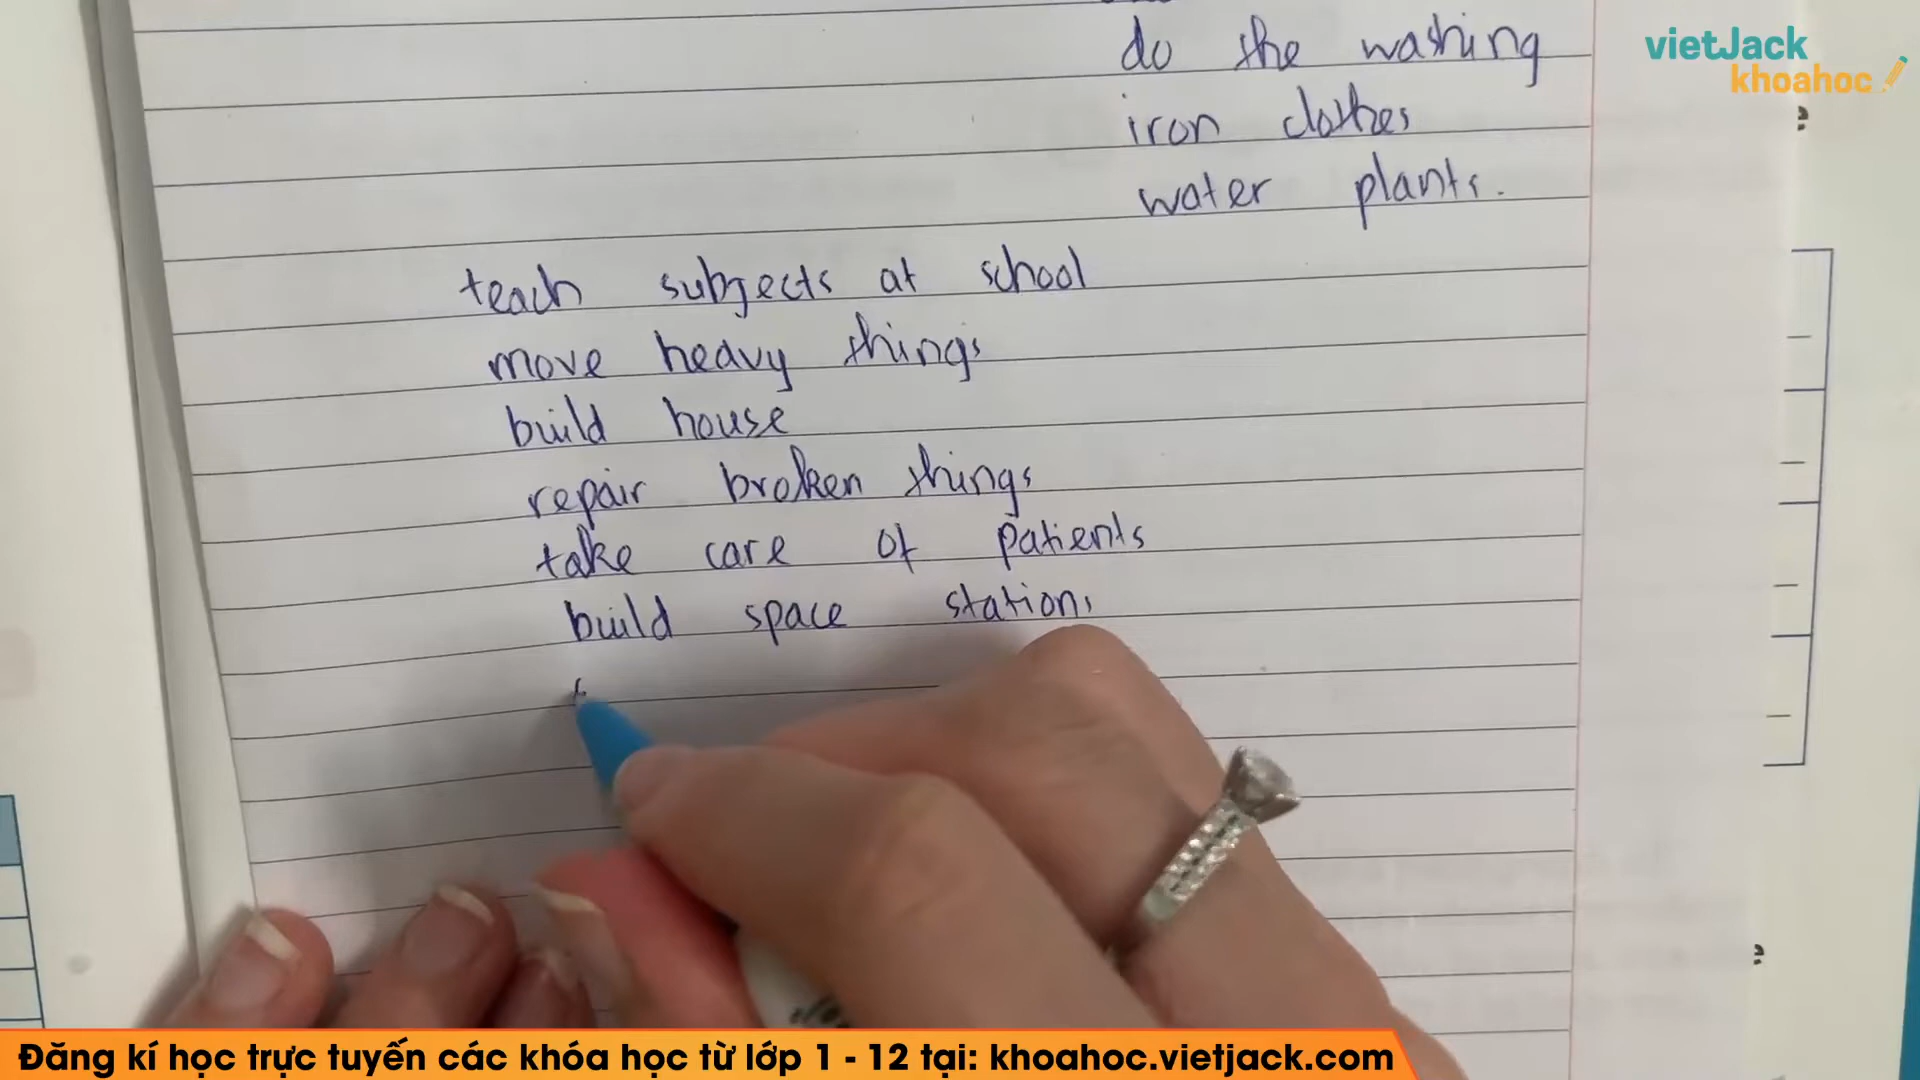 vietJack
khoahoc
do the washing
iron clothes
water plants.
teach subjects at school
move heavy things
build house
repair broken things
take care of patients
build space stations
Đăng kí học trực tuyến các khóa học từ lớp 1 - 12 tại: khoahoc.vietjack.com